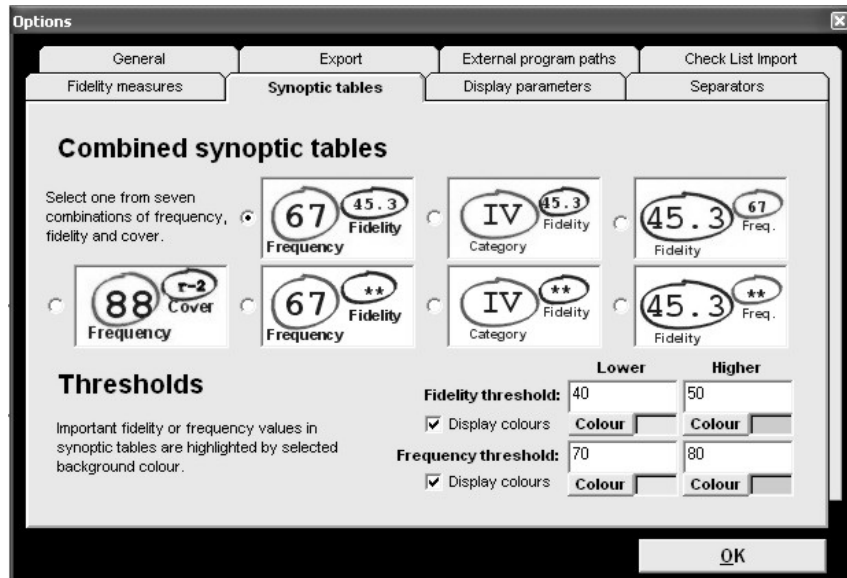 Options
General
Export
External program paths
Check List Import
Fidelity measures
Synoptic tables
Display parameters
Separators
Combined synoptic tables
Select one from seven
combinations of frequency,
fidelity and cover.
67 45.3
Fidelity
Frequency
IV 45.3
Fidelity
Category
45.3 67
Freq.
Fidelity
88 r-2
Cover
Frequency
67 **
Fidelity
Frequency
IV **
Fidelity
Category
45.3 **
Freq.
Fidelity
Thresholds
Important fidelity or frequency values in
synoptic tables are highlighted by selected
background colour.
Lower Higher
Fidelity threshold: 40 50
Display colours Colour Colour
Frequency threshold: 70 80
Display colours Colour Colour
OK